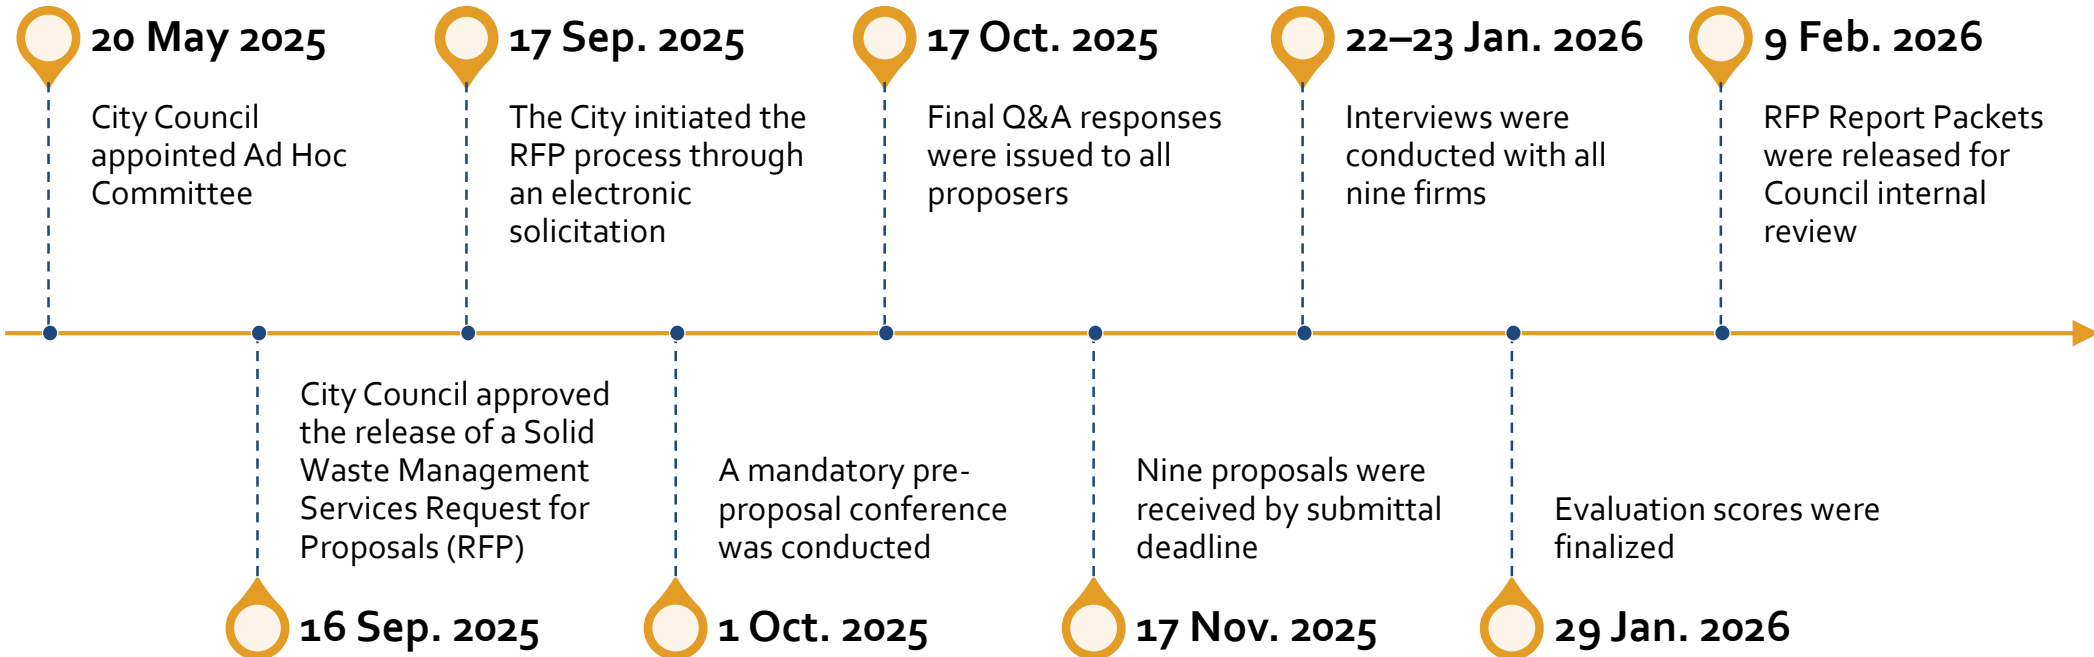 20 May 2025
City Council
appointed Ad Hoc
Committee
16 Sep. 2025
City Council approved
the release of a Solid
Waste Management
Services Request for
Proposals (RFP)
17 Sep. 2025
The City initiated the
RFP process through
an electronic
solicitation
1 Oct. 2025
A mandatory pre-
proposal conference
was conducted
17 Oct. 2025
Final Q&A responses
were issued to all
proposers
17 Nov. 2025
Nine proposals were
received by submittal
deadline
22–23 Jan. 2026
Interviews were
conducted with all
nine firms
29 Jan. 2026
Evaluation scores were
finalized
9 Feb. 2026
RFP Report Packets
were released for
Council internal
review